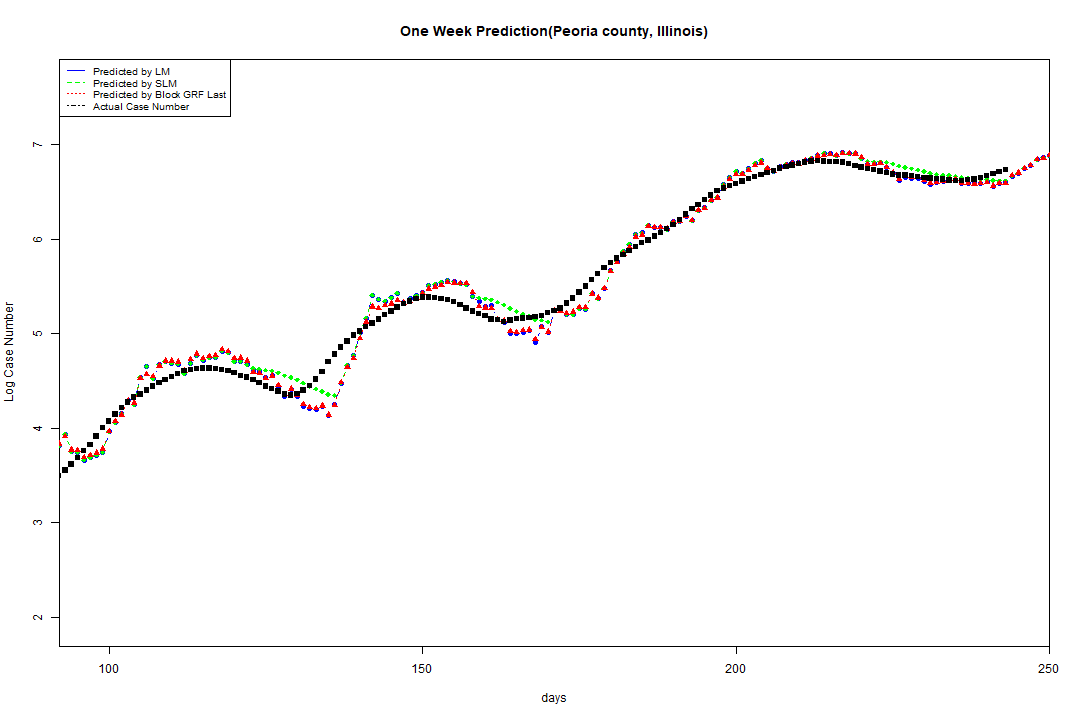 One Week Prediction(Peoria county, Illinois)
Predicted by LM
Predicted by SLM
Predicted by Block GRF Last
Actual Case Number
Log Case Number
7
6
5
4
3
2
100 150 200 250
days